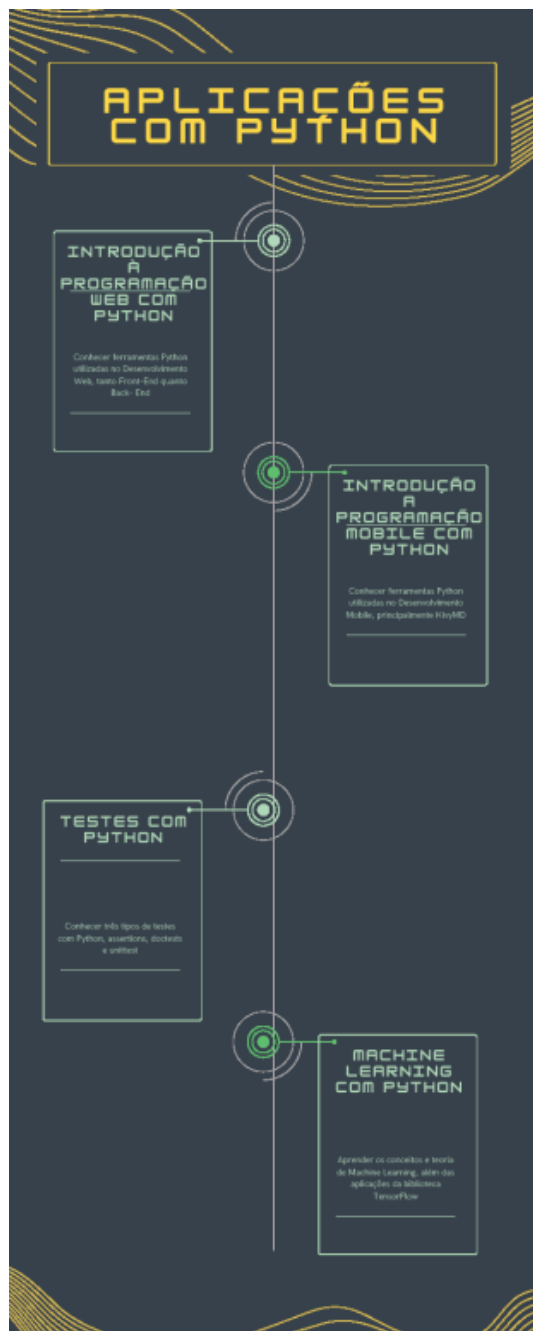 APLICAÇÕES
COM PYTHON
INTRODUÇÃO
À
PROGRAMAÇÃO
WEB COM
PYTHON
Conhecer ferramentas Python
utilizadas no Desenvolvimento
Web, tanto Front-End quanto
Back- End
INTRODUÇÃO
A
PROGRAMAÇÃO
MOBILE COM
PYTHON
Conhecer ferramentas Python
utilizadas no Desenvolvimento
Mobile, principalmente KivyMD
TESTES COM
PYTHON
Conhecer três tipos de testes
com Python, assertions, doctests
e unittest
MACHINE
LEARNING
COM PYTHON
Aprender os conceitos e teoria
de Machine Learning, além das
aplicações da biblioteca
TensorFlow